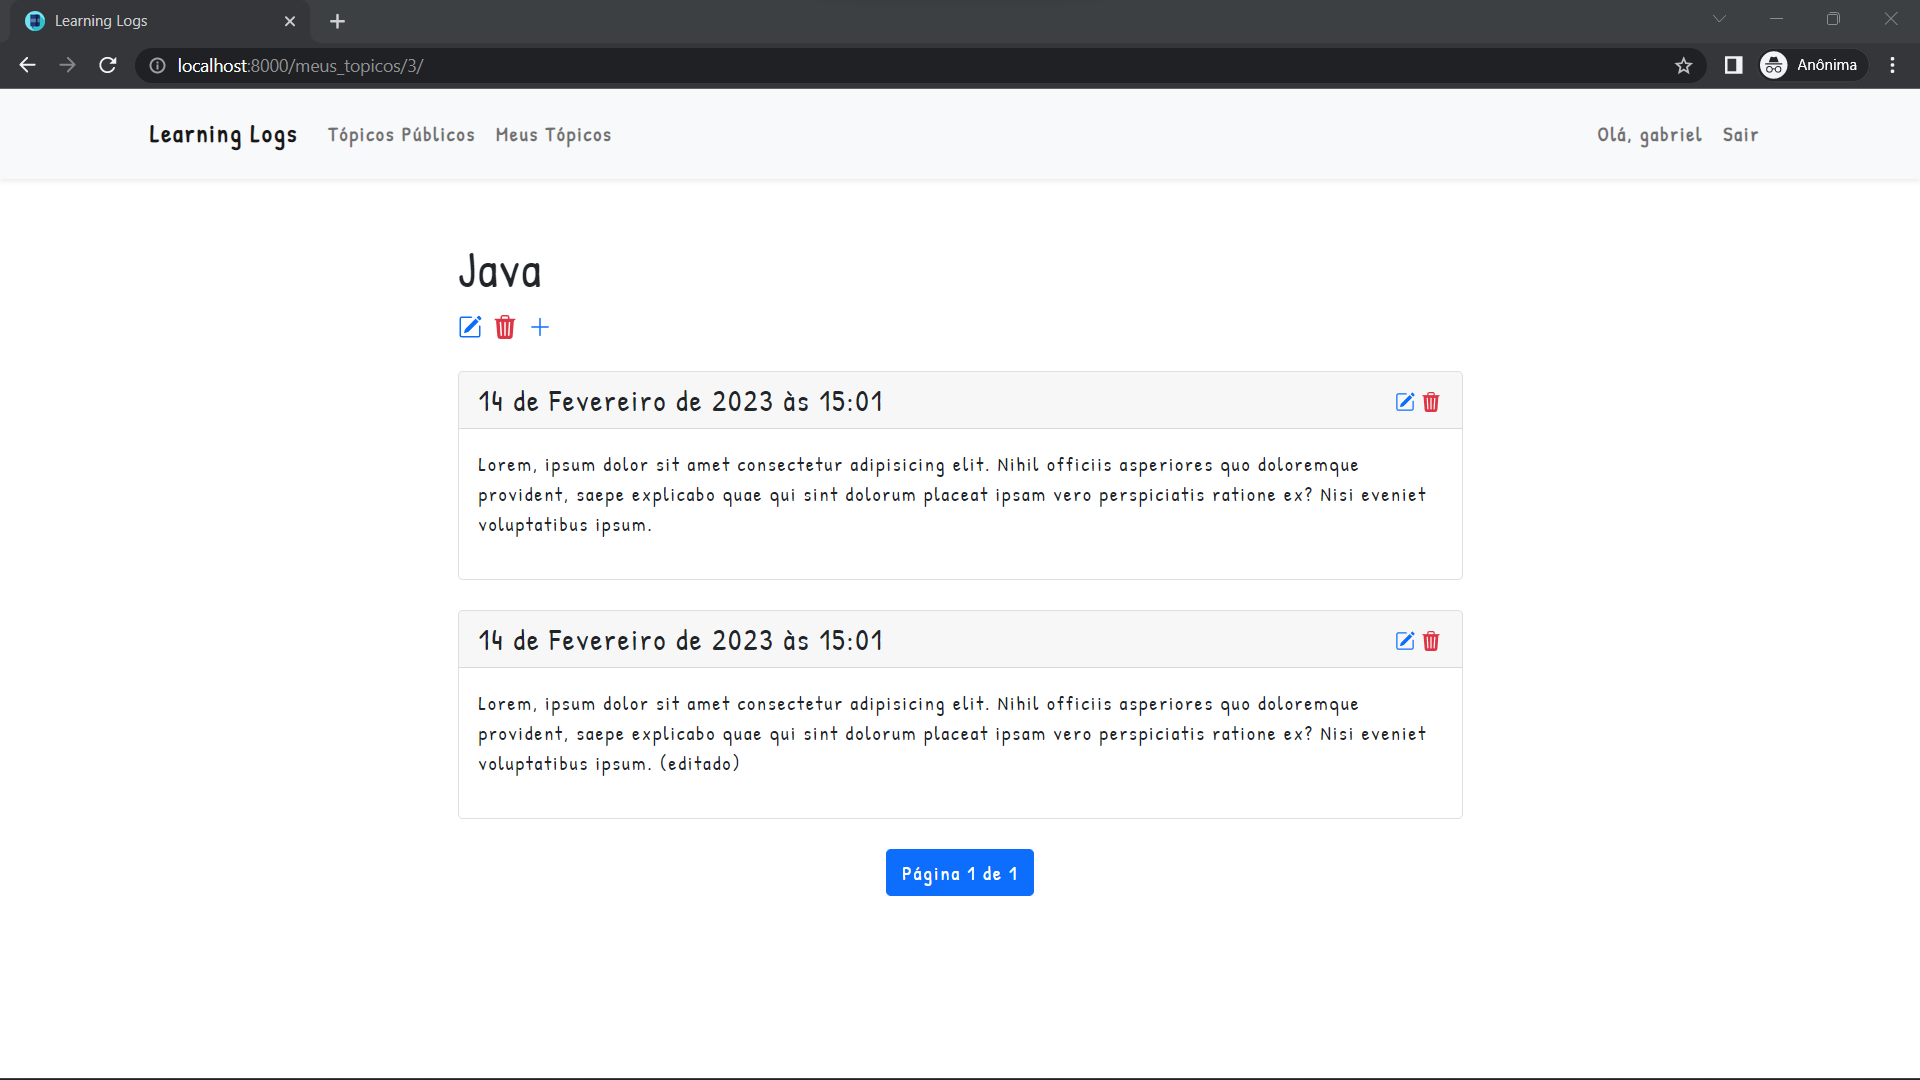 Learning Logs
localhost:8000/meus_topicos/3/
Anônima
Learning Logs Tópicos Públicos Meus Tópicos Olá, gabriel Sair
Java
14 de Fevereiro de 2023 às 15:01
Lorem, ipsum dolor sit amet consectetur adipisicing elit. Nihil officiis asperiores quo doloremque
provident, saepe explicabo quae qui sint dolorum placeat ipsam vero perspiciatis ratione ex? Nisi eveniet
voluptatibus ipsum.
14 de Fevereiro de 2023 às 15:01
Lorem, ipsum dolor sit amet consectetur adipisicing elit. Nihil officiis asperiores quo doloremque
provident, saepe explicabo quae qui sint dolorum placeat ipsam vero perspiciatis ratione ex? Nisi eveniet
voluptatibus ipsum. (editado)
Página 1 de 1